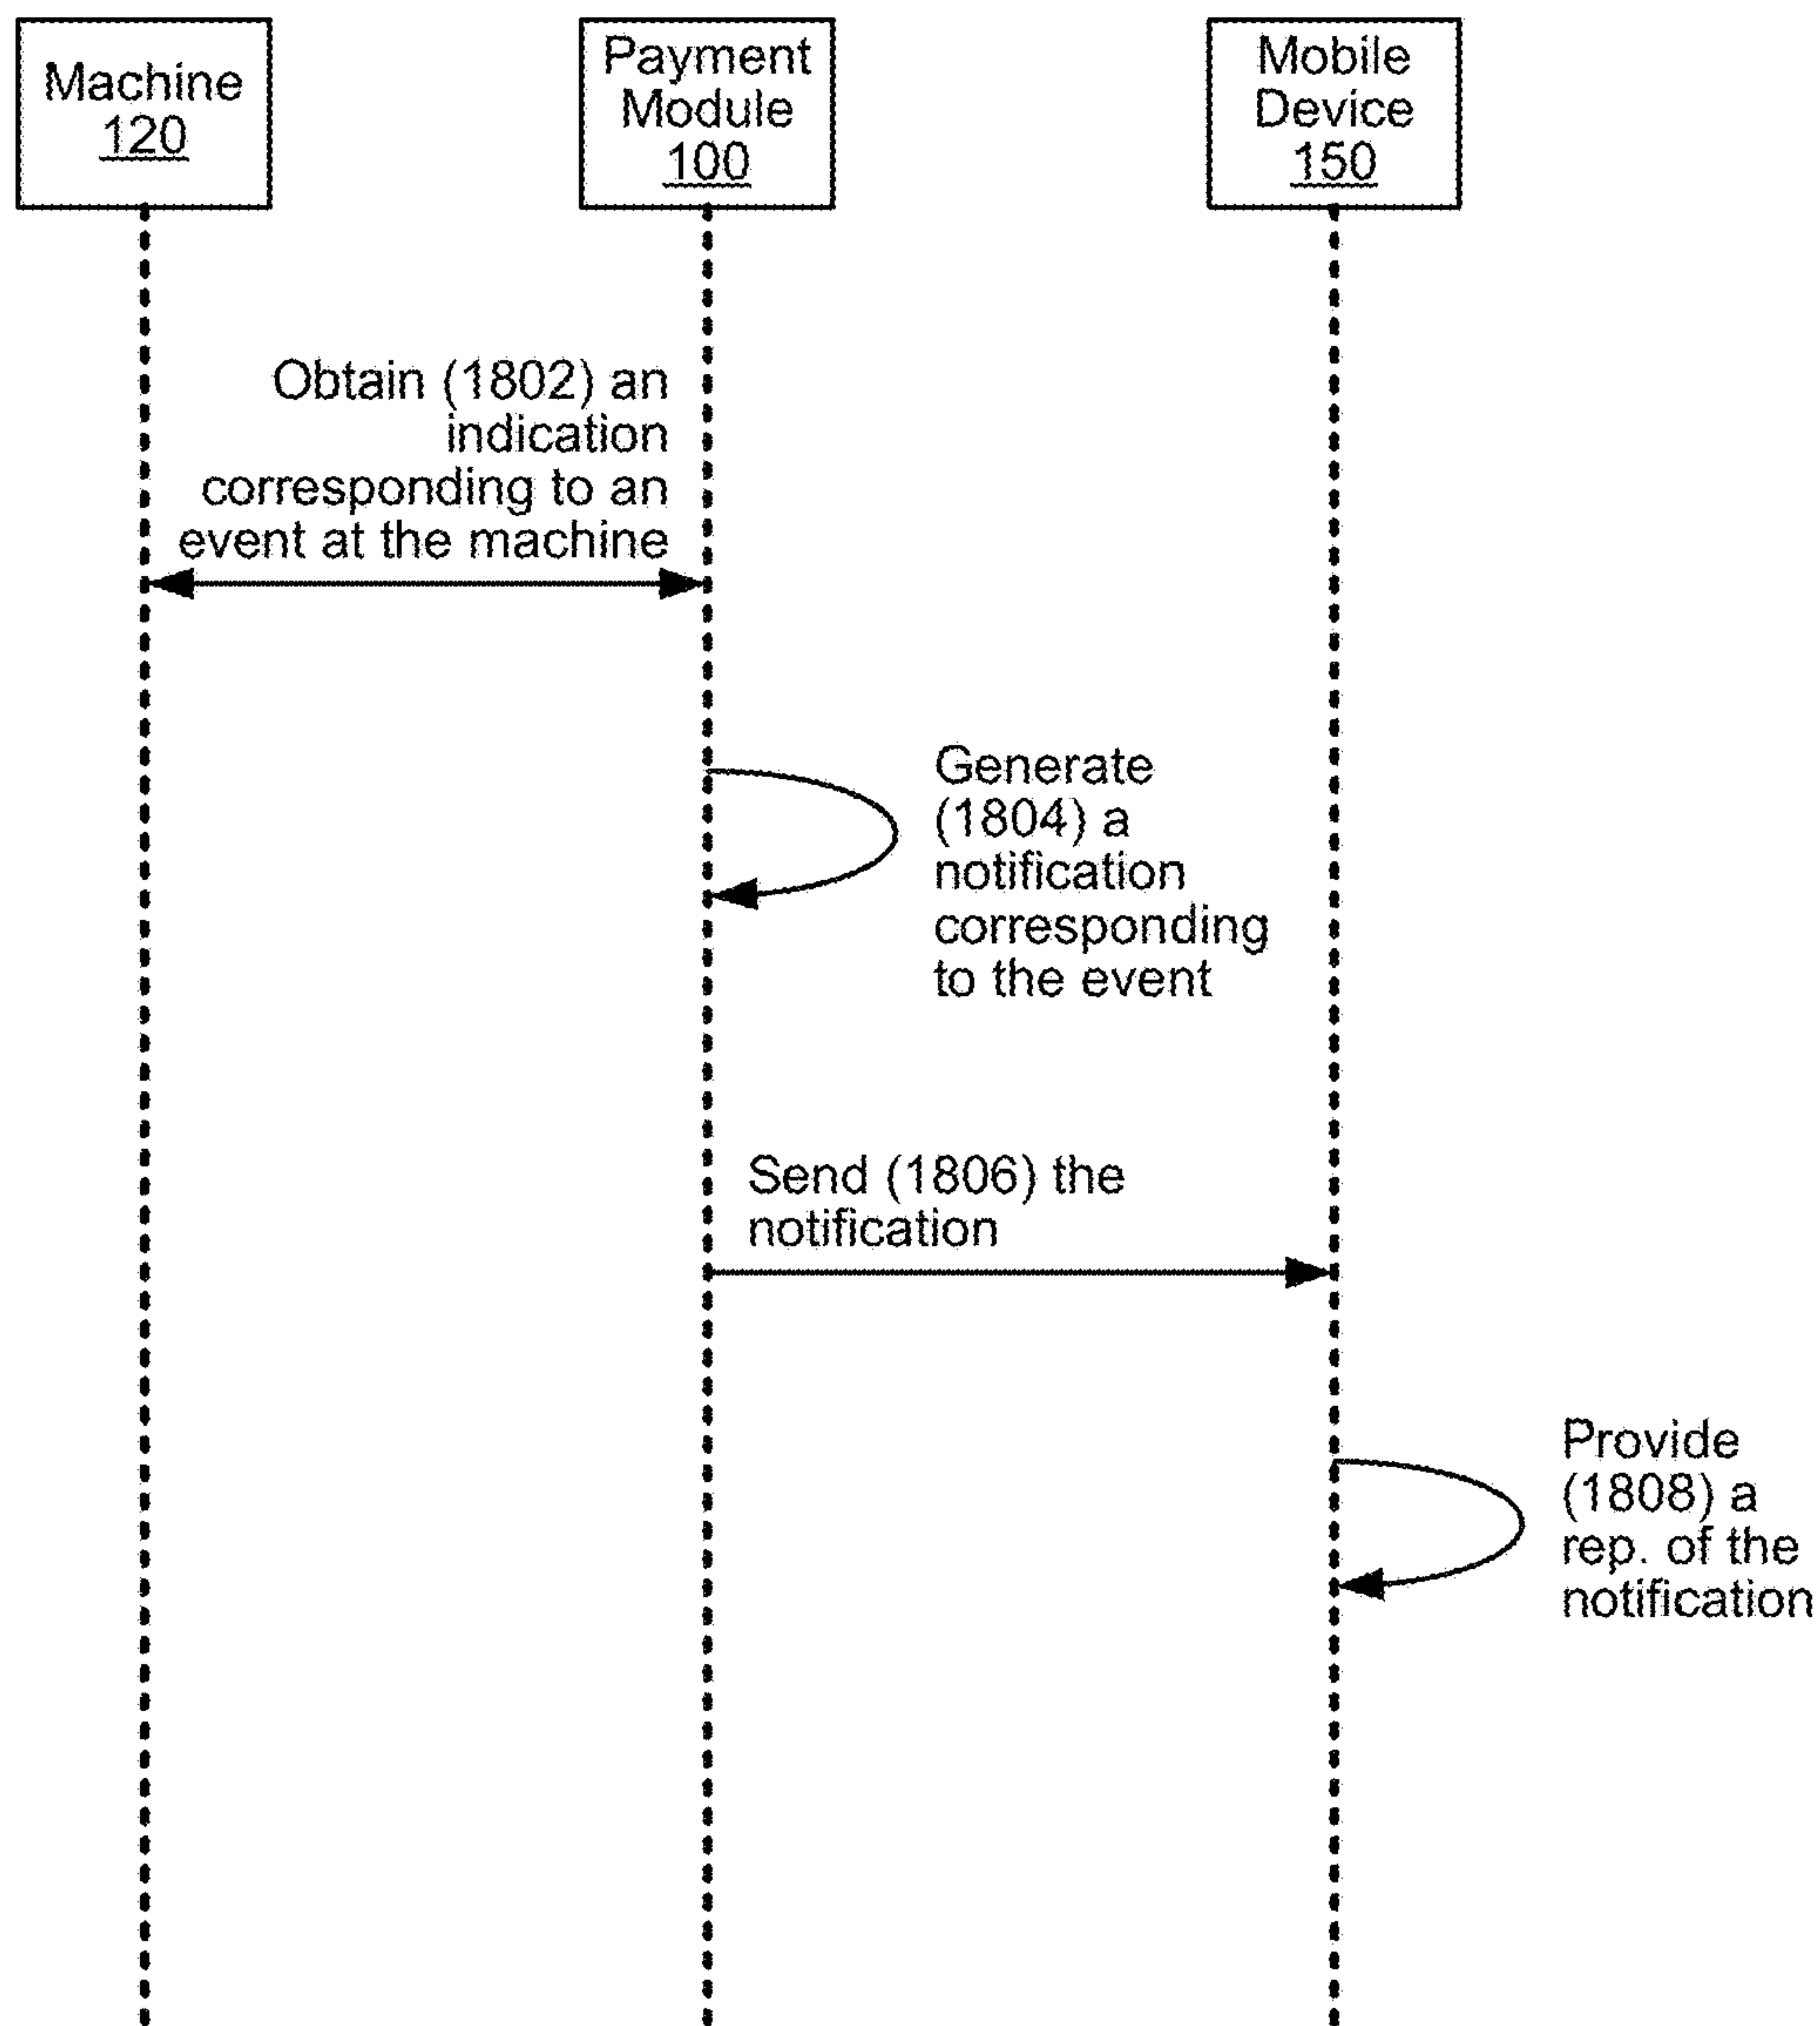 Machine
120
Payment
Module
100
Mobile
Device
150
Obtain (1802) an
indication
corresponding to an
event at the machine
Generate
(1804) a
notification
corresponding
to the event
Send (1806) the
notification
Provide
(1808) a
rep. of the
notification